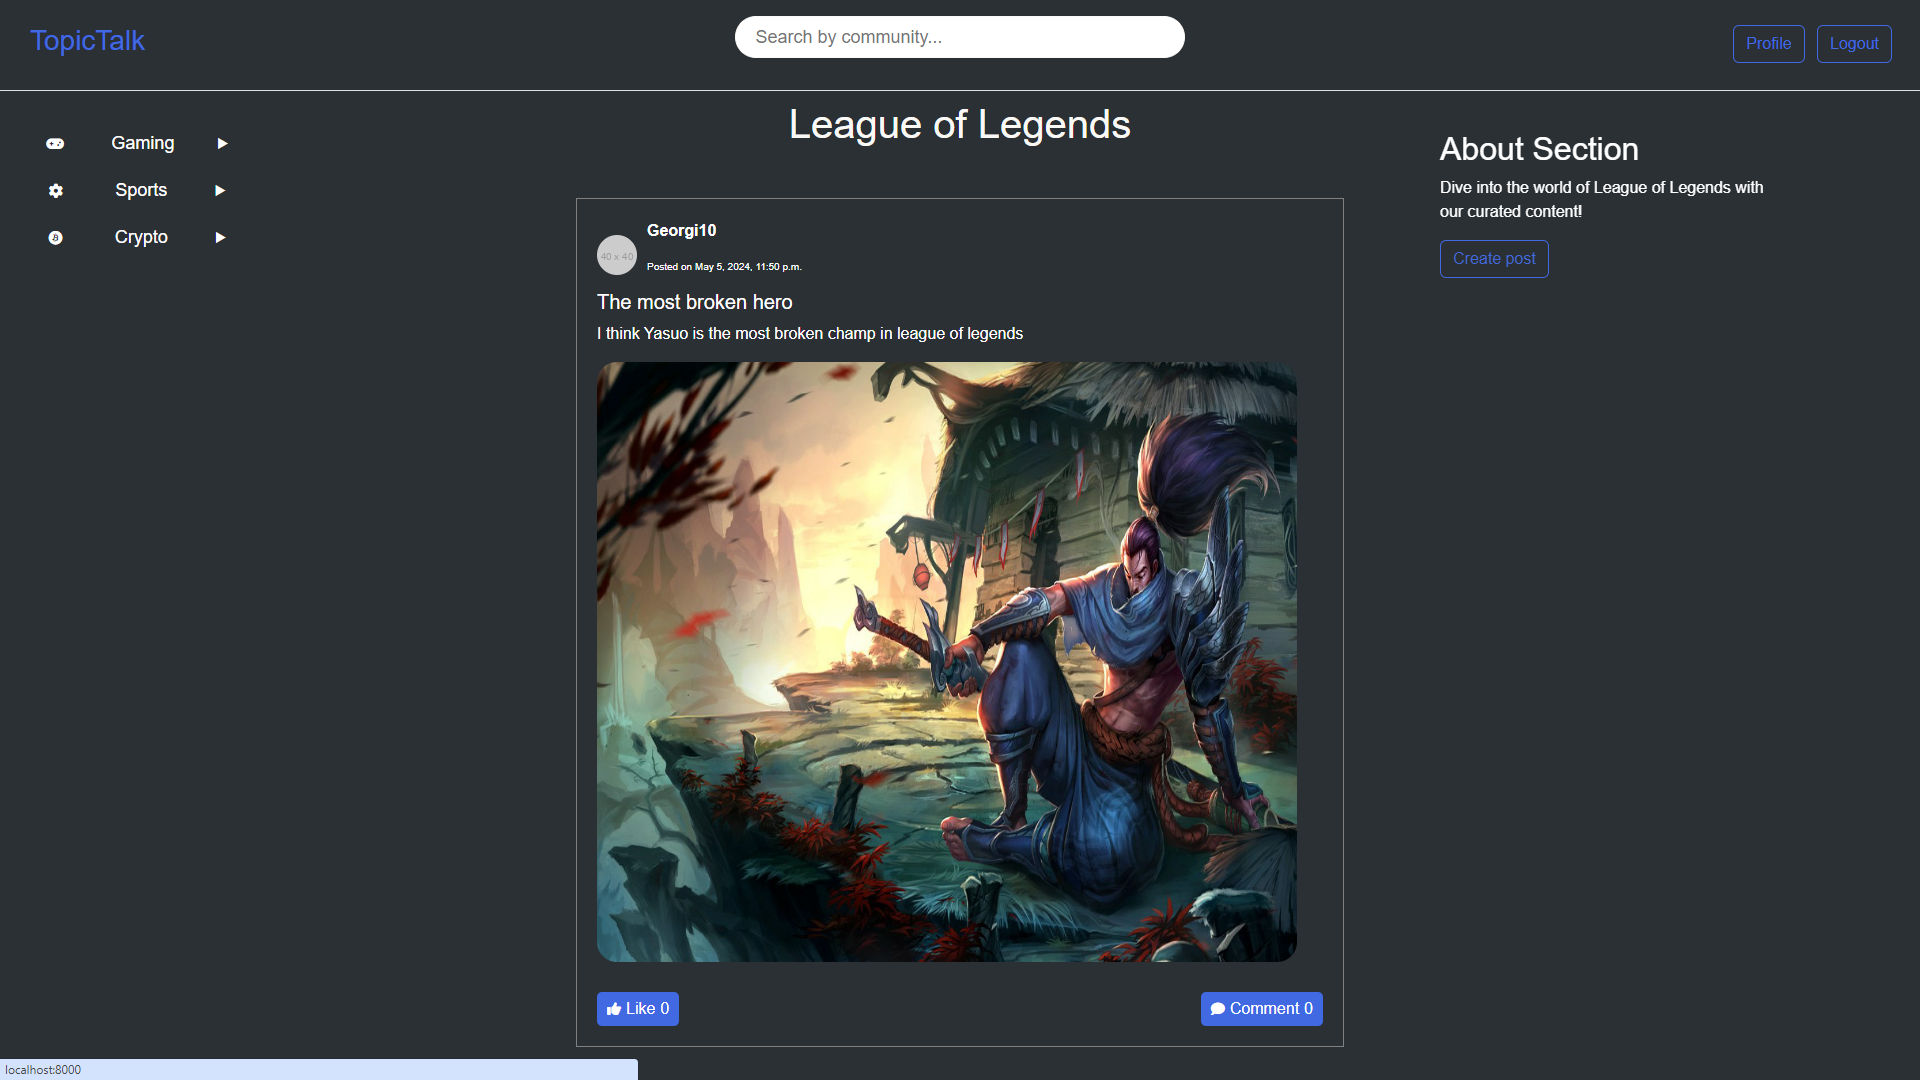 TopicTalk
Search by community...
Profile
Logout
Gaming
Sports
Crypto
League of Legends
Georgi10
40 x 40
Posted on May 5, 2024, 11:50 p.m.
The most broken hero
I think Yasuo is the most broken champ in league of legends
Like 0
Comment 0
About Section
Dive into the world of League of Legends with
our curated content!
Create post
localhost:8000